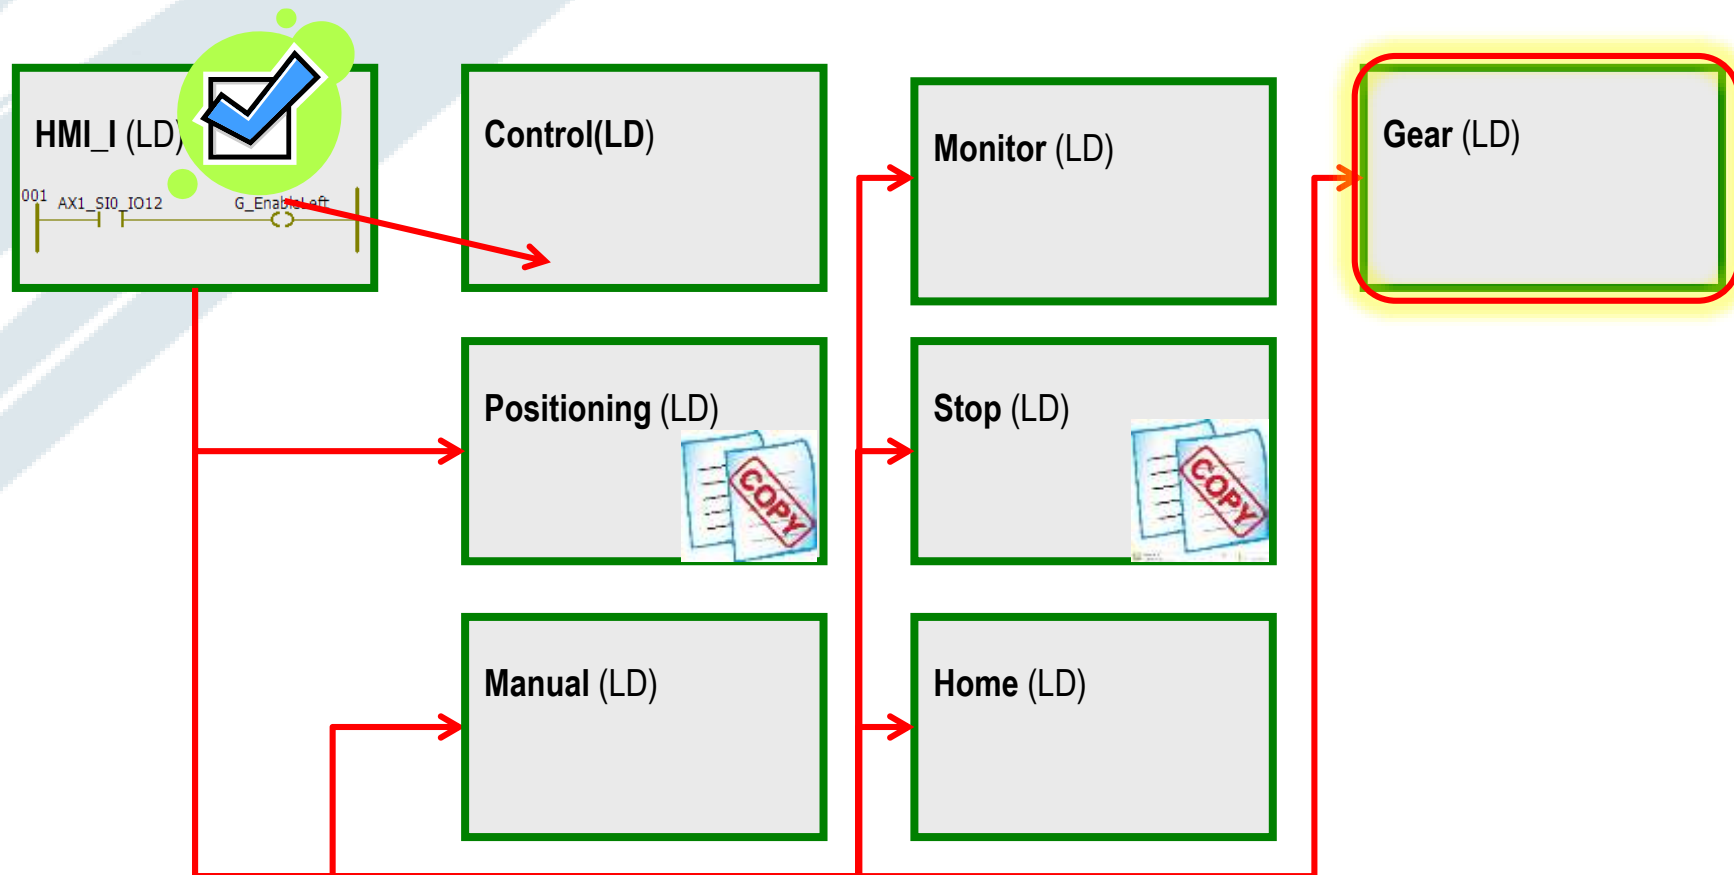 HMI_I (LD)
001
AX1_SI0_IO12
G_EnableLeft
Control(LD)
Monitor (LD)
Gear (LD)
Positioning (LD)
COPY
Stop (LD)
COPY
Manual (LD)
Home (LD)